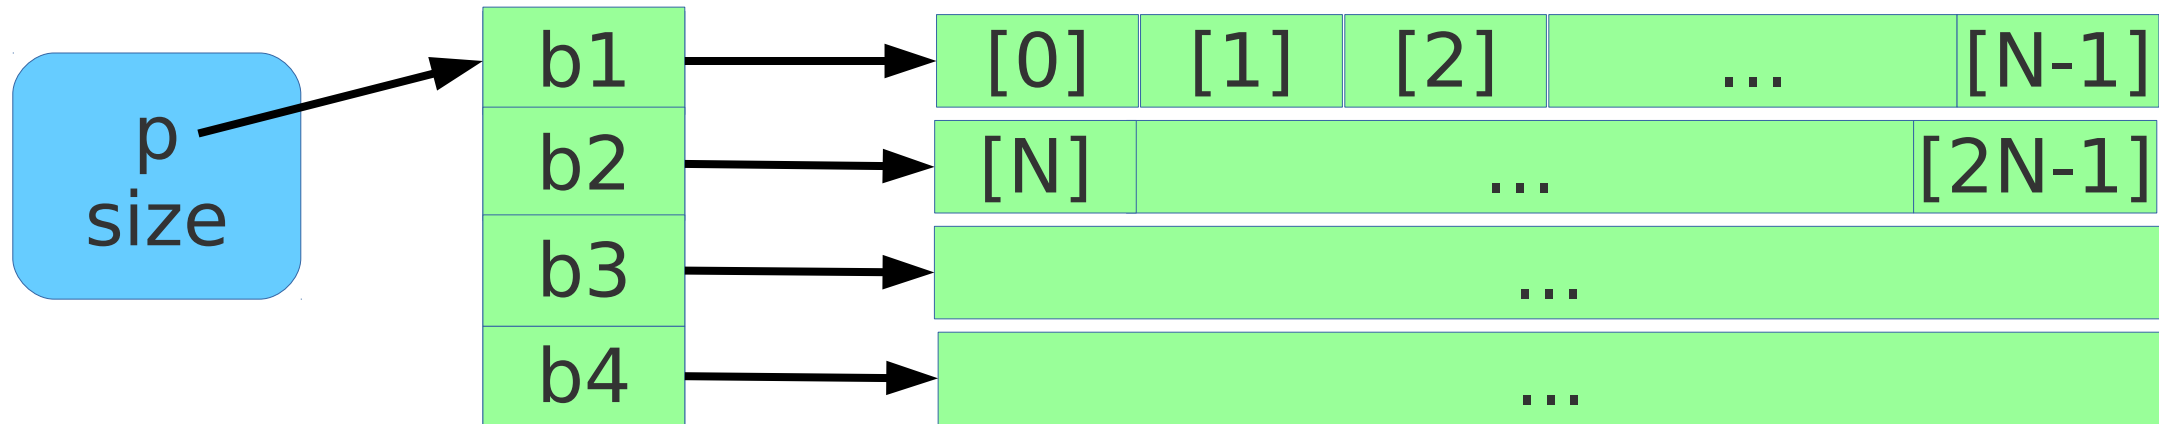 p
size
b1
b2
b3
b4
[0] [1] [2] ... [N-1]
[N] ... [2N-1]
...
...